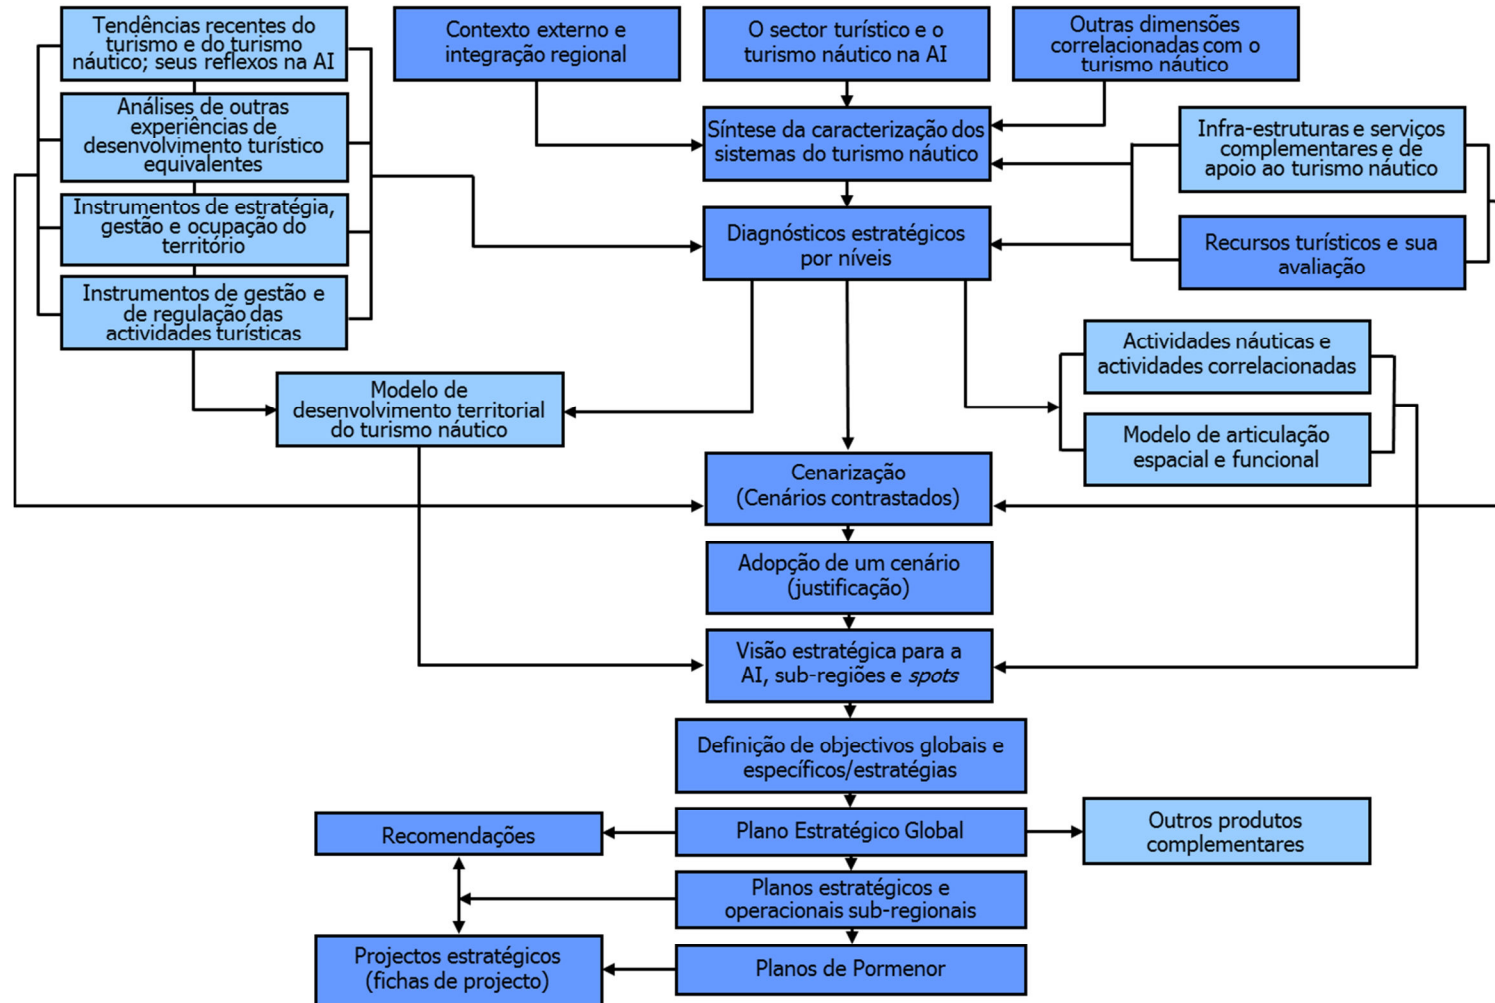 Tendências recentes do
turismo e do turismo
náutico; seus reflexos na AI
Contexto externo e
integração regional
O sector turístico e o
turismo náutico na AI
Outras dimensões
correlacionadas com o
turismo náutico
Análises de outras
experiências de
desenvolvimento turístico
equivalentes
Síntese da caracterização dos
sistemas do turismo náutico
Infra-estruturas e serviços
complementares e de
apoio ao turismo náutico
Instrumentos de estratégia,
gestão e ocupação do
território
Diagnósticos estratégicos
por níveis
Recursos turísticos e sua
avaliação
Instrumentos de gestão e
de regulação das
actividades turísticas
Actividades náuticas e
actividades correlacionadas
Modelo de
desenvolvimento territorial
do turismo náutico
Modelo de articulação
espacial e funcional
Cenarização
(Cenários contrastados)
Adopção de um cenário
(justificação)
Visão estratégica para a
AI, sub-regiões e spots
Definição de objectivos globais e
específicos/estratégias
Recomendações
Plano Estratégico Global
Outros produtos
complementares
Planos estratégicos e
operacionais sub-regionais
Projectos estratégicos
(fichas de projecto)
Planos de Pormenor